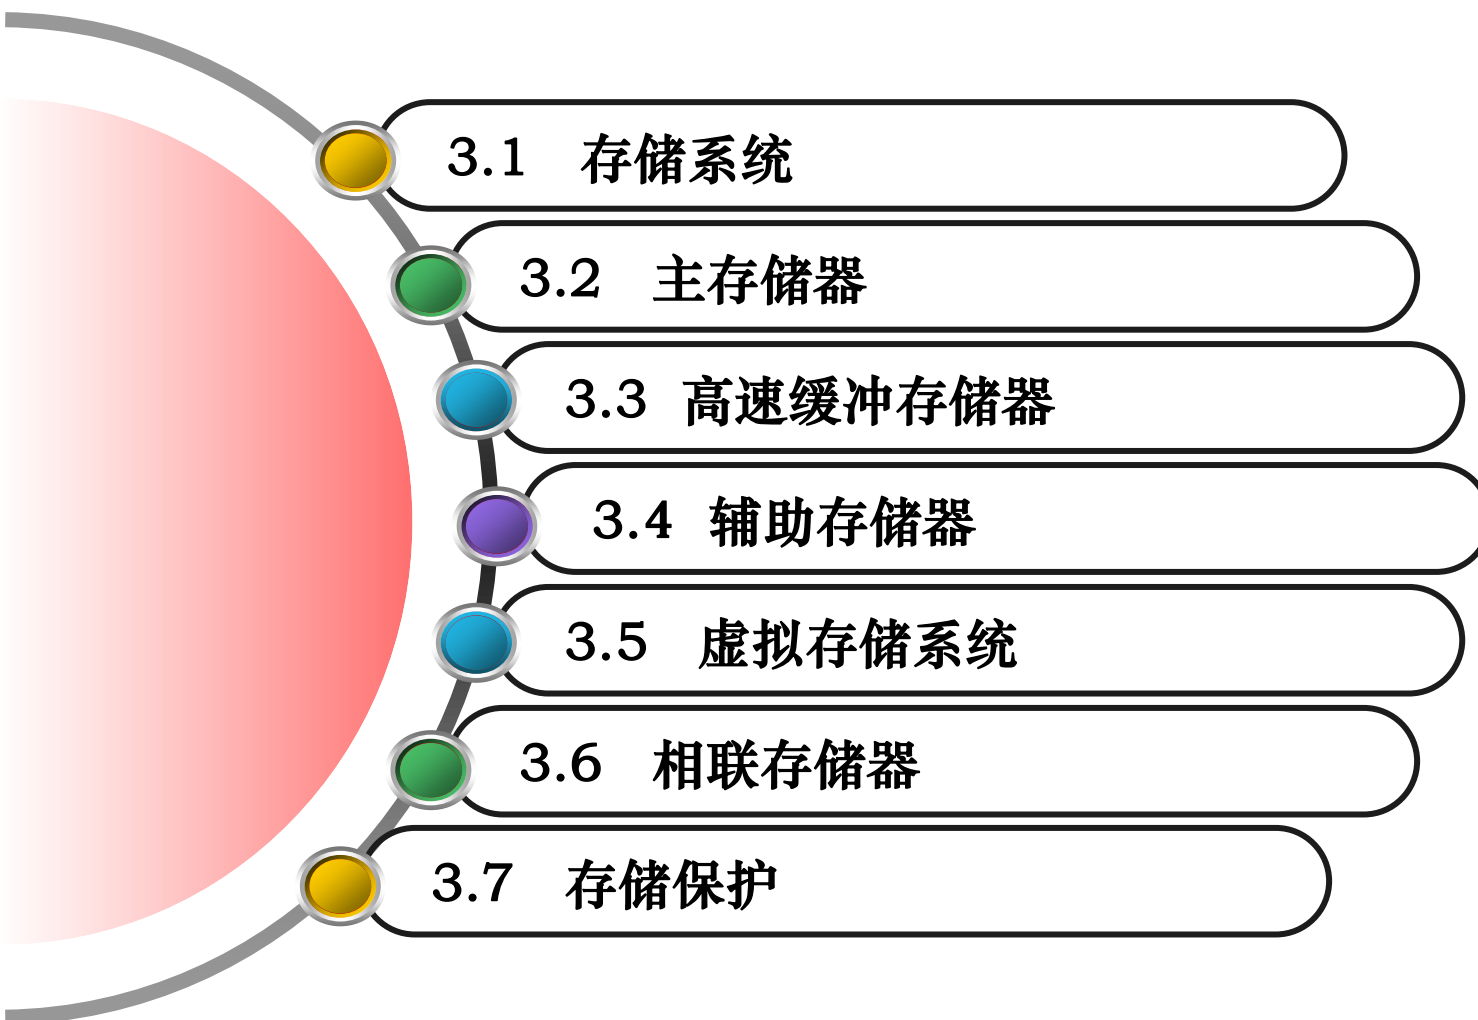 3.1 存储系统
3.2 主存储器
3.3 高速缓冲存储器
3.4 辅助存储器
3.5 虚拟存储系统
3.6 相联存储器
3.7 存储保护